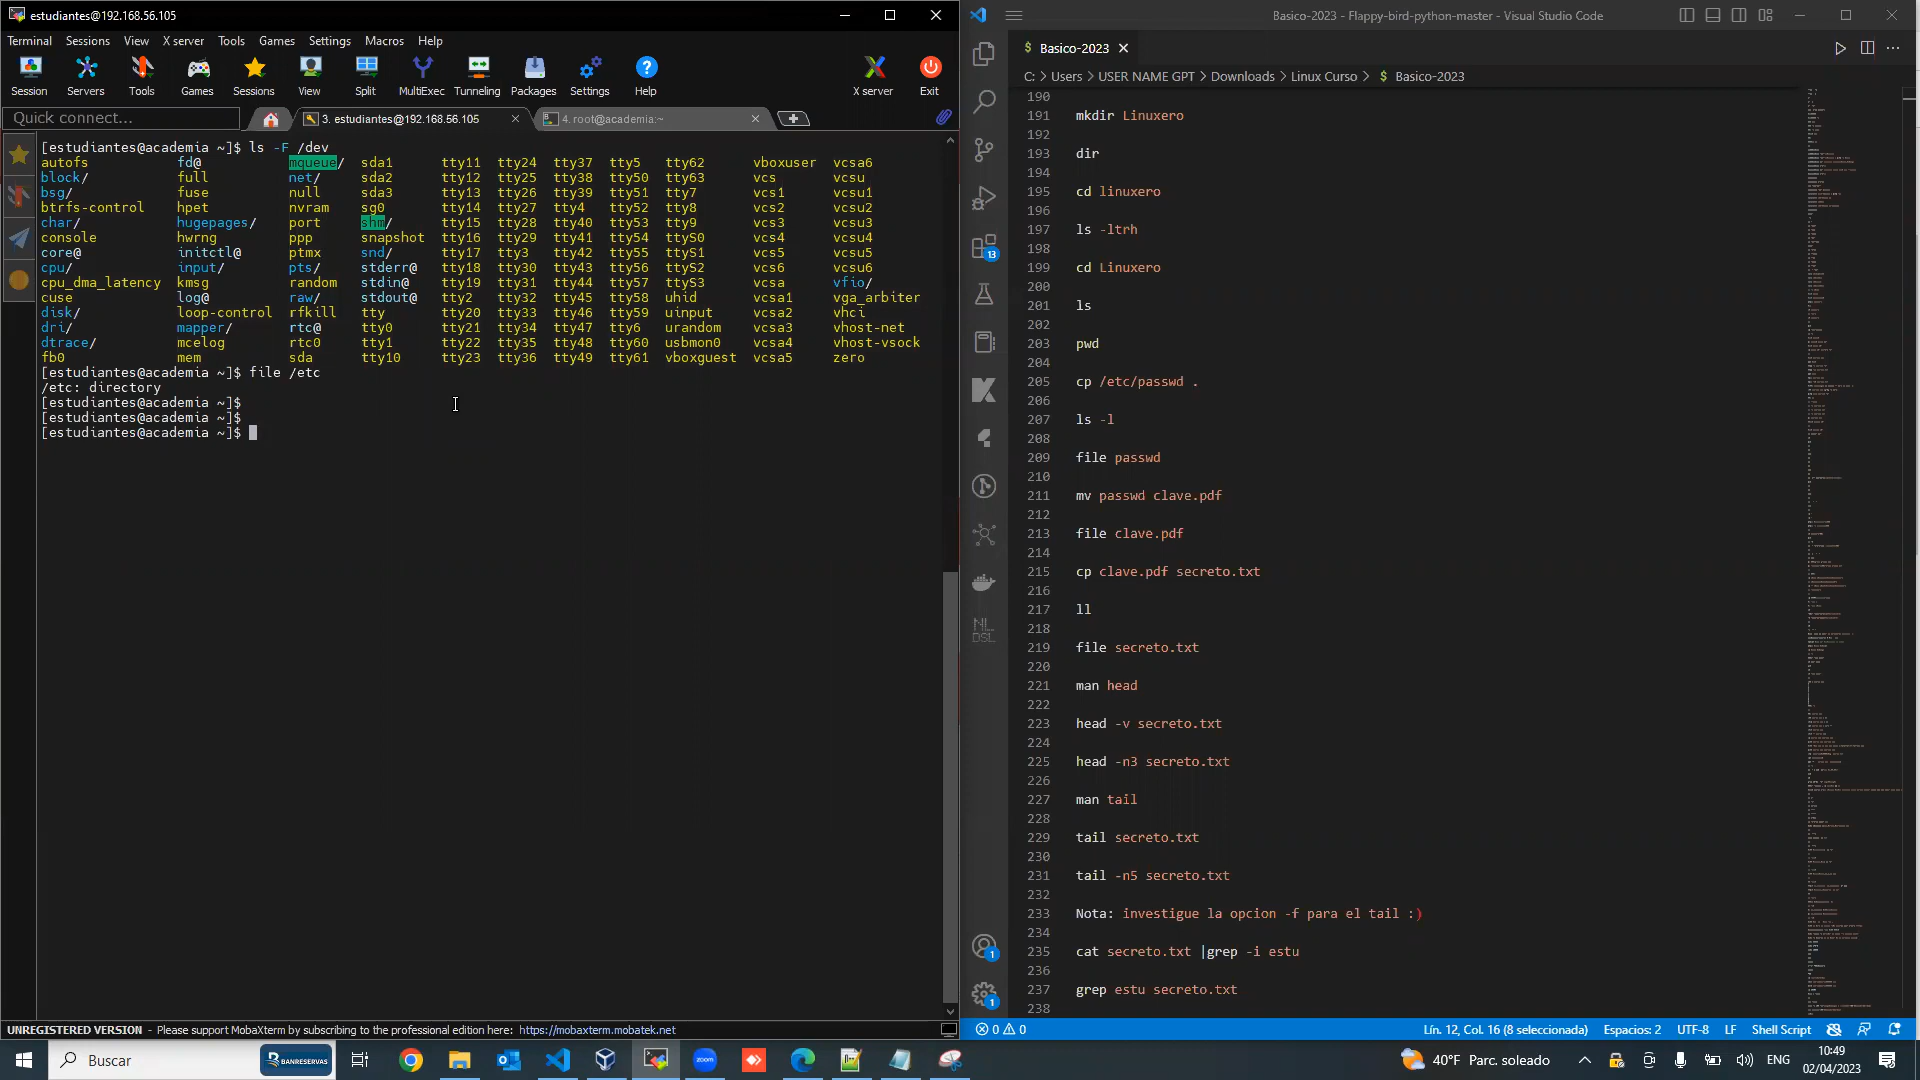 estudiantes@192.168.56.105
Terminal Sessions View X server Tools Games Settings Macros Help
Session Servers Tools Games Sessions View Split MultiExec Tunneling Packages Settings Help X server Exit
Quick connect...
3. estudiantes@192.168.56.105
4. root@academia:~
[estudiantes@academia ~]$ ls -F /dev
autofs fd@ mqueue/ sda1 tty11 tty24 tty37 tty5 tty62 vboxuser vcsa6
block/ full net/ sda2 tty12 tty25 tty38 tty50 tty63 vcs vcsu
bsg/ fuse null sda3 tty13 tty26 tty39 tty51 tty7 vcs1 vcsu1
btrfs-control hpet nvram sg0 tty14 tty27 tty4 tty52 tty8 vcs2 vcsu2
char/ hugepages/ port shm/ tty15 tty28 tty40 tty53 tty9 vcs3 vcsu3
console hwrng ppp snapshot tty16 tty29 tty41 tty54 ttyS0 vcs4 vcsu4
core@ initctl@ ptmx snd/ tty17 tty3 tty42 tty55 ttyS1 vcs5 vcsu5
cpu/ input/ pts/ stderr@ tty18 tty30 tty43 tty56 ttyS2 vcs6 vcsu6
cpu_dma_latency kmsg random stdin@ tty19 tty31 tty44 tty57 ttyS3 vcsa vfio/
cuse log@ raw/ stdout@ tty2 tty32 tty45 tty58 uhid vcsa1 vga_arbiter
disk/ loop-control rfkill tty tty20 tty33 tty46 tty59 uinput vcsa2 vhci
dri/ mapper/ rtc@ tty0 tty21 tty34 tty47 tty6 urandom vcsa3 vhost-net
dtrace/ mcelog rtc0 tty1 tty22 tty35 tty48 tty60 usbmon0 vcsa4 vhost-vsock
fb0 mem sda tty10 tty23 tty36 tty49 tty61 vboxguest vcsa5 zero
[estudiantes@academia ~]$ file /etc
/etc: directory
[estudiantes@academia ~]$
[estudiantes@academia ~]$
[estudiantes@academia ~]$
UNREGISTERED VERSION - Please support MobaXterm by subscribing to the professional edition here: https://mobaxterm.mobatek.net
Basico-2023 - Flappy-bird-python-master - Visual Studio Code
$ Basico-2023
C: > Users > USER NAME GPT > Downloads > Linux Curso > $ Basico-2023
190
191 mkdir Linuxero
192
193 dir
194
195 cd linuxero
196
197 ls -ltrh
198
199 cd Linuxero
200
201 ls
202
203 pwd
204
205 cp /etc/passwd .
206
207 ls -l
208
209 file passwd
210
211 mv passwd clave.pdf
212
213 file clave.pdf
214
215 cp clave.pdf secreto.txt
216
217 ll
218
219 file secreto.txt
220
221 man head
222
223 head -v secreto.txt
224
225 head -n3 secreto.txt
226
227 man tail
228
229 tail secreto.txt
230
231 tail -n5 secreto.txt
232
233 Nota: investigue la opcion -f para el tail :)
234
235 cat secreto.txt |grep -i estu
236
237 grep estu secreto.txt
238
13
NL
DSL
1
1
0 0
Lín. 12, Col. 16 (8 seleccionada) Espacios: 2 UTF-8 LF Shell Script
Buscar
BANRESERVAS
zoom
40°F Parc. soleado
ENG
10:49
02/04/2023